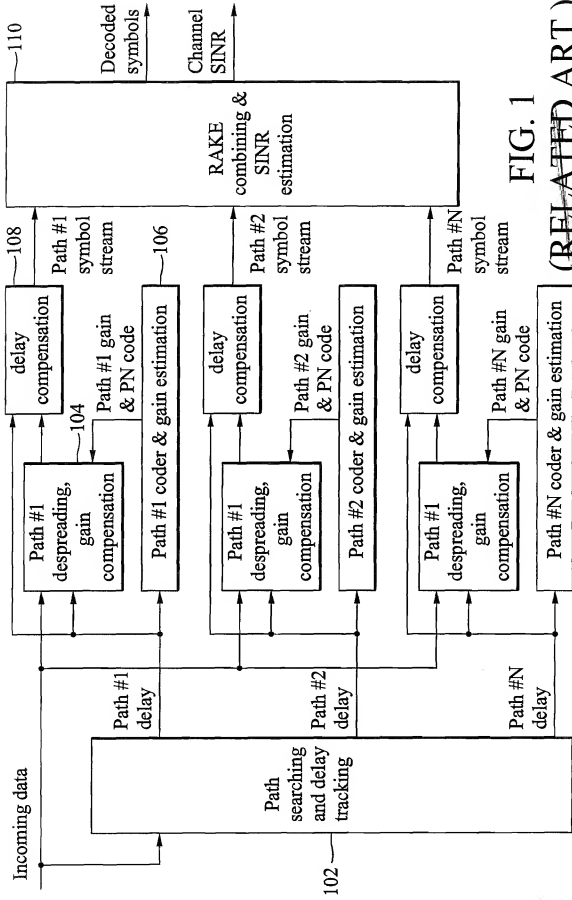 Incoming data
Path
searching
and delay
tracking
102
Path #1
delay
Path #2
delay
Path #N
delay
Path #1
despreading,
gain
compensation
104
delay
compensation
108
Path #1 gain
& PN code
Path #1 coder & gain estimation
106
Path #1
symbol
stream
Path #1
despreading,
gain
compensation
delay
compensation
Path #2 gain
& PN code
Path #2 coder & gain estimation
Path #2
symbol
stream
Path #1
despreading,
gain
compensation
delay
compensation
Path #N gain
& PN code
Path #N coder & gain estimation
Path #N
symbol
stream
RAKE
combining &
SINR
estimation
110
Decoded
symbols
Channel
SINR
FIG. 1
(RELATED ART)